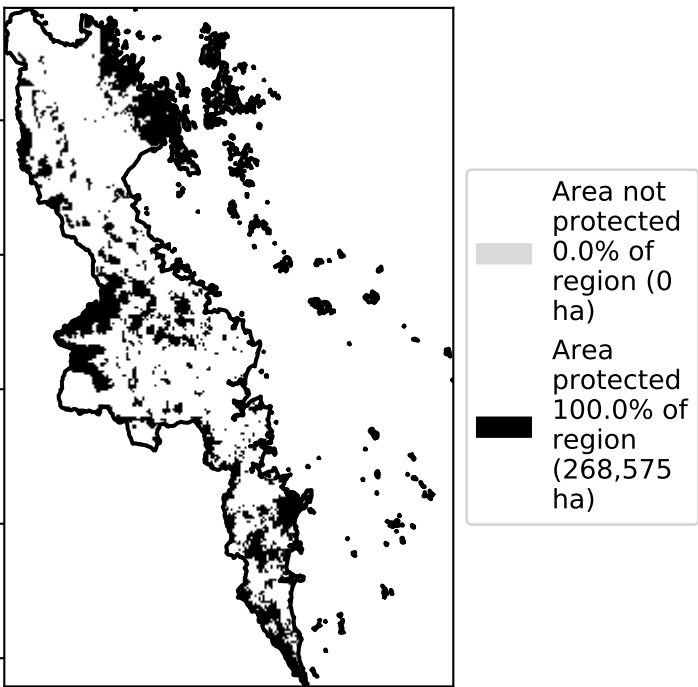 Area not
protected
0.0% of
region (0
ha)
Area
protected
100.0% of
region
(268,575
ha)